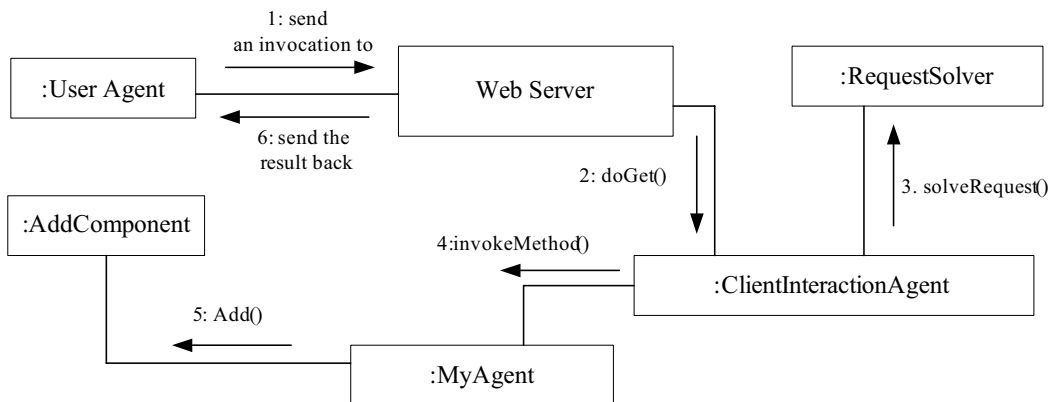 1: send
an invocation to
:User Agent
Web Server
:RequestSolver
6: send the
result back
2: doGet()
3. solveRequest()
:AddComponent
4:invokeMethod()
:ClientInteractionAgent
5: Add()
:MyAgent